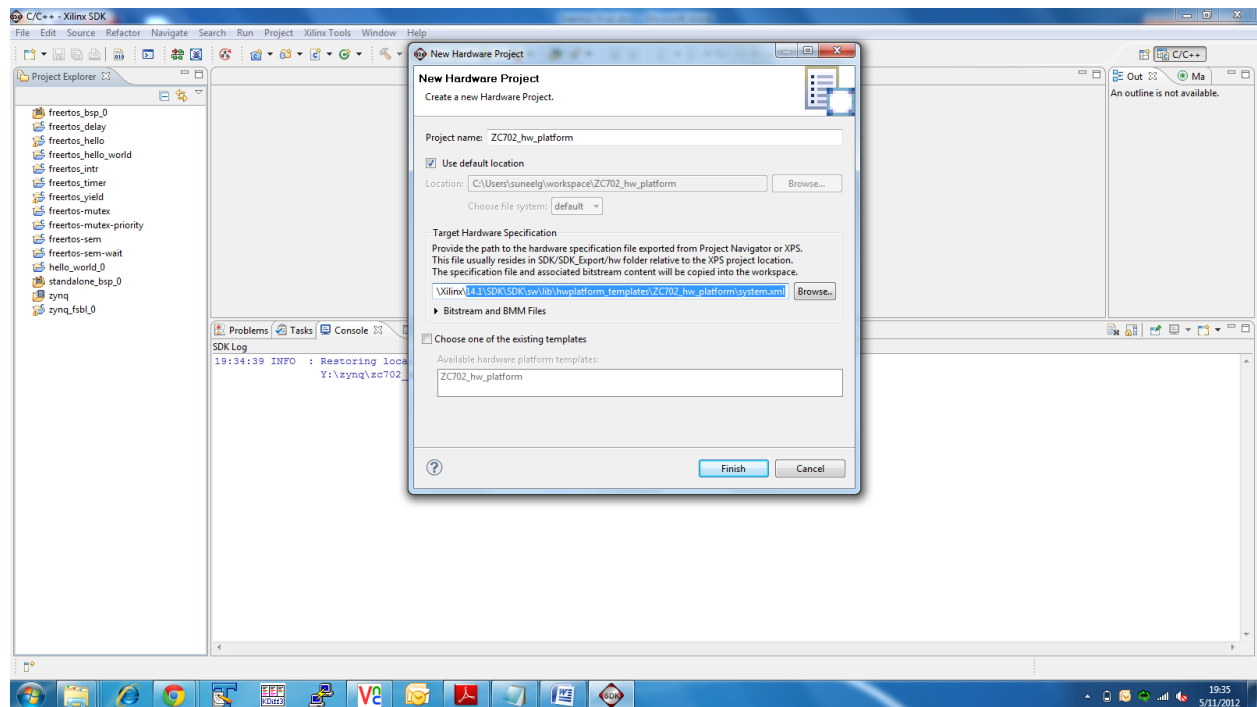 C/C++ - Xilinx SDK
File Edit Source Refactor Navigate Search Run Project Xilinx Tools Window Help
C/C++
Project Explorer
freertos_bsp_0
freertos_delay
freertos_hello
freertos_hello_world
freertos_intr
freertos_timer
freertos_yield
freertos-mutex
freertos-mutex-priority
freertos-sem
freertos-sem-wait
hello_world_0
standalone_bsp_0
zynq
zynq_fsbl_0
New Hardware Project
New Hardware Project
Create a new Hardware Project.
Project name: ZC702_hw_platform
Use default location
Location: C:\Users\suneelg\workspace\ZC702_hw_platform Browse...
Choose file system: default
Target Hardware Specification
Provide the path to the hardware specification file exported from Project Navigator or XPS.
This file usually resides in SDK/SDK_Export/hw folder relative to the XPS project location.
The specification file and associated bitstream content will be copied into the workspace.
\Xilinx\14.1\SDK\SDK\sw\lib\hwplatform_templates\ZC702_hw_platform\system.xml Browse..
Bitstream and BMM Files
Choose one of the existing templates
Available hardware platform templates:
ZC702_hw_platform
Finish Cancel
Out Ma
An outline is not available.
Problems Tasks Console
SDK Log
19:34:39 INFO : Restoring loca
Y:\zynq\zc702_
KDiff3
SDK
19:35
5/11/2012